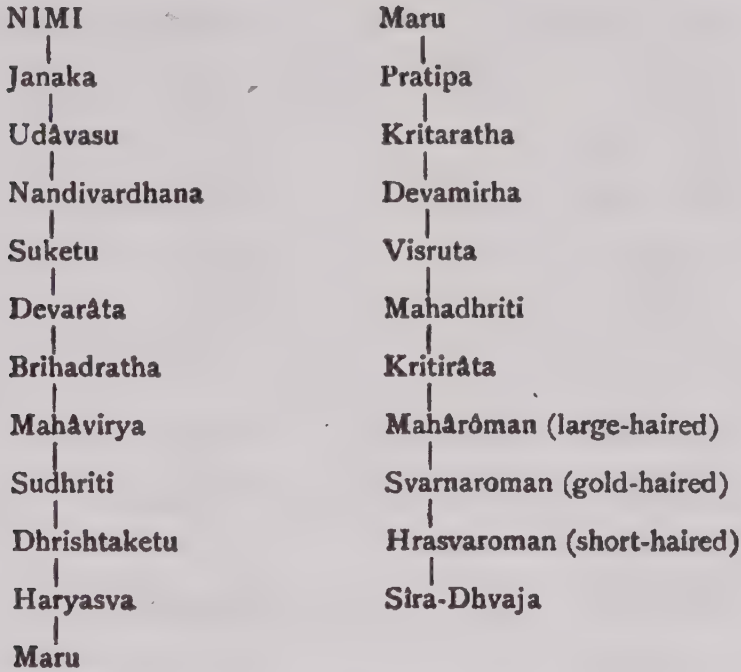 NIMI
Janaka
Udâvasu
Nandivardhana
Suketu
Devarâta
Brihadratha
Mahâvirya
Sudhriti
Dhrishtaketu
Haryasva
Maru
Maru
Pratipa
Kritaratha
Devamirha
Visruta
Mahadhriti
Kritirâta
Mahârôman (large-haired)
Svarnaroman (gold-haired)
Hrasvaroman (short-haired)
Sîra-Dhvaja